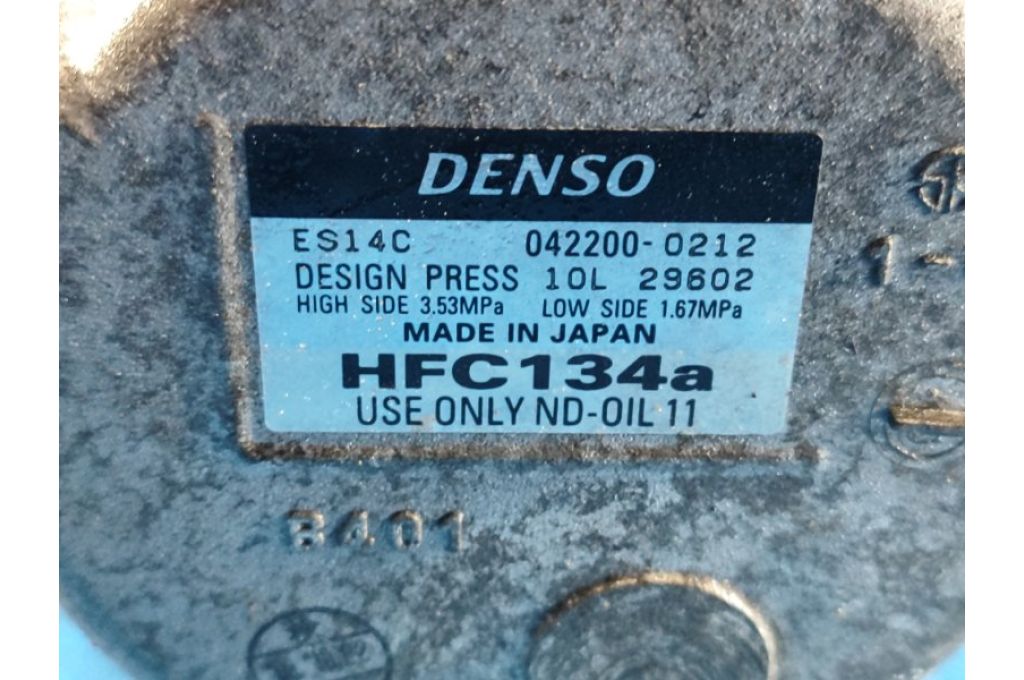 DENSO
ES14C 042200-0212
DESIGN PRESS 10L 29602
HIGH SIDE 3.53MPa LOW SIDE 1.67MPa
MADE IN JAPAN
HFC134a
USE ONLY ND-OIL 11
B401